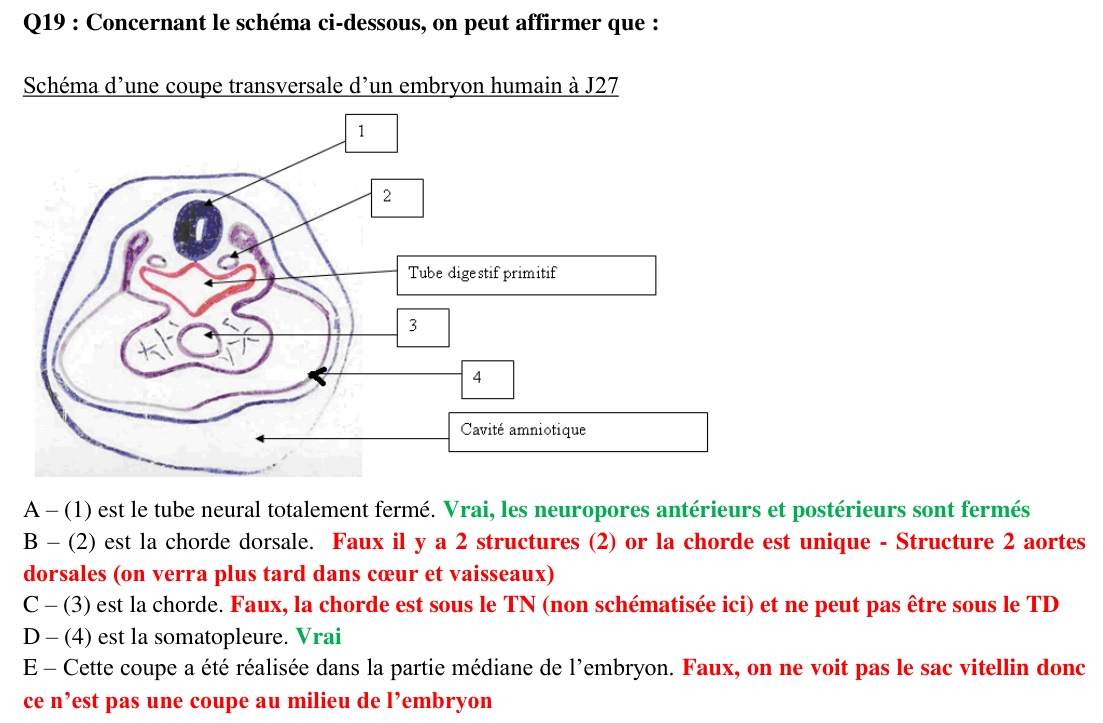 Q19 : Concernant le schéma ci-dessous, on peut affirmer que :
Schéma d’une coupe transversale d’un embryon humain à J27
1
2
Tube digestif primitif
3
4
Cavité amniotique
A – (1) est le tube neural totalement fermé. Vrai, les neuropores antérieurs et postérieurs sont fermés
B – (2) est la chorde dorsale. Faux il y a 2 structures (2) or la chorde est unique - Structure 2 aortes
dorsales (on verra plus tard dans cœur et vaisseaux)
C – (3) est la chorde. Faux, la chorde est sous le TN (non schématisée ici) et ne peut pas être sous le TD
D – (4) est la somatopleure. Vrai
E – Cette coupe a été réalisée dans la partie médiane de l’embryon. Faux, on ne voit pas le sac vitellin donc
ce n’est pas une coupe au milieu de l’embryon